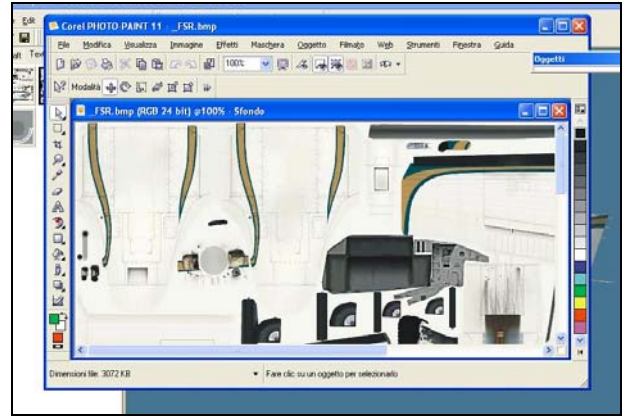 Edit
Corel PHOTO-PAINT 11 - _FSR.bmp
File Modifica Visualizza Immagine Effetti Maschera Oggetto Filmato Web Strumenti Finestra Guida
Oggetti
100%
Modalità
_FSR.bmp (RGB 24 bit) @100% - Sfondo
Dimensioni file: 3072 KB
Fare clic su un oggetto per selezionarlo